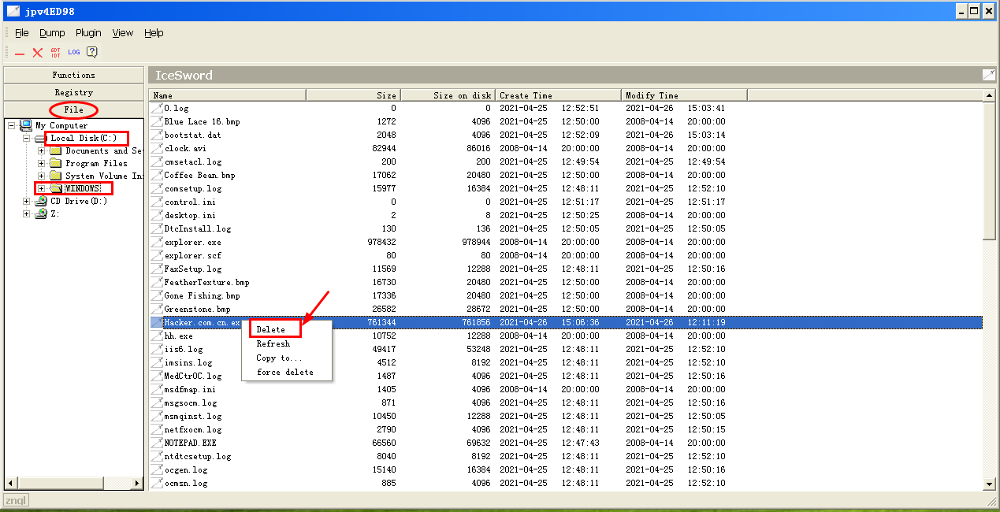 jpv4ED98
File Dump Plugin View Help
GDT IDT LOG
Functions
Registry
File
My Computer
Local Disk(C:)
Documents and Se
Program Files
System Volume In
WINDOWS
CD Drive(D:)
Z:
IceSword
Name Size Size on disk Create Time Modify Time
0.log 0 0 2021-04-25 12:52:51 2021-04-26 15:03:41
Blue Lace 16.bmp 1272 4096 2021-04-25 12:50:00 2008-04-14 20:00:00
bootstat.dat 2048 4096 2021-04-25 12:52:09 2021-04-26 15:03:14
clock.avi 82944 86016 2008-04-14 20:00:00 2008-04-14 20:00:00
cmsetacl.log 200 200 2021-04-25 12:49:54 2021-04-25 12:49:54
Coffee Bean.bmp 17062 20480 2021-04-25 12:50:00 2008-04-14 20:00:00
comsetup.log 15977 16384 2021-04-25 12:48:11 2021-04-25 12:52:10
control.ini 0 0 2021-04-25 12:51:17 2021-04-25 12:51:17
desktop.ini 2 8 2021-04-25 12:50:25 2008-04-14 20:00:00
DtcInstall.log 130 136 2021-04-25 12:50:05 2021-04-25 12:50:05
explorer.exe 978432 978944 2008-04-14 20:00:00 2008-04-14 20:00:00
explorer.scf 80 80 2008-04-14 20:00:00 2008-04-14 20:00:00
FaxSetup.log 11569 12288 2021-04-25 12:48:11 2021-04-25 12:50:16
FeatherTexture.bmp 16730 20480 2021-04-25 12:50:00 2008-04-14 20:00:00
Gone Fishing.bmp 17336 20480 2021-04-25 12:50:00 2008-04-14 20:00:00
Greenstone.bmp 26582 28672 2021-04-25 12:50:00 2008-04-14 20:00:00
Hacker.com.cn.ex 761344 761856 2021-04-26 15:06:36 2021-04-26 12:11:19
hh.exe 10752 12288 2008-04-14 20:00:00 2008-04-14 20:00:00
iis6.log 49417 53248 2021-04-25 12:48:11 2021-04-25 12:52:10
imsins.log 4512 8192 2021-04-25 12:48:11 2021-04-25 12:52:10
MedCtrOC.log 1487 4096 2021-04-25 12:48:11 2021-04-25 12:50:16
msdfmap.ini 1405 4096 2008-04-14 20:00:00 2008-04-14 20:00:00
msgsocm.log 871 4096 2021-04-25 12:48:11 2021-04-25 12:50:16
msmqinst.log 10450 12288 2021-04-25 12:48:11 2021-04-25 12:50:05
netfxocm.log 2790 4096 2021-04-25 12:48:11 2021-04-25 12:50:15
NOTEPAD.EXE 66560 69632 2021-04-25 12:47:43 2008-04-14 20:00:00
ntdtcsetup.log 8040 8192 2021-04-25 12:48:11 2021-04-25 12:52:10
ocgen.log 15140 16384 2021-04-25 12:48:11 2021-04-25 12:50:16
ocmsn.log 885 4096 2021-04-25 12:48:11 2021-04-25 12:52:10
Delete
Refresh
Copy to...
force delete
znql